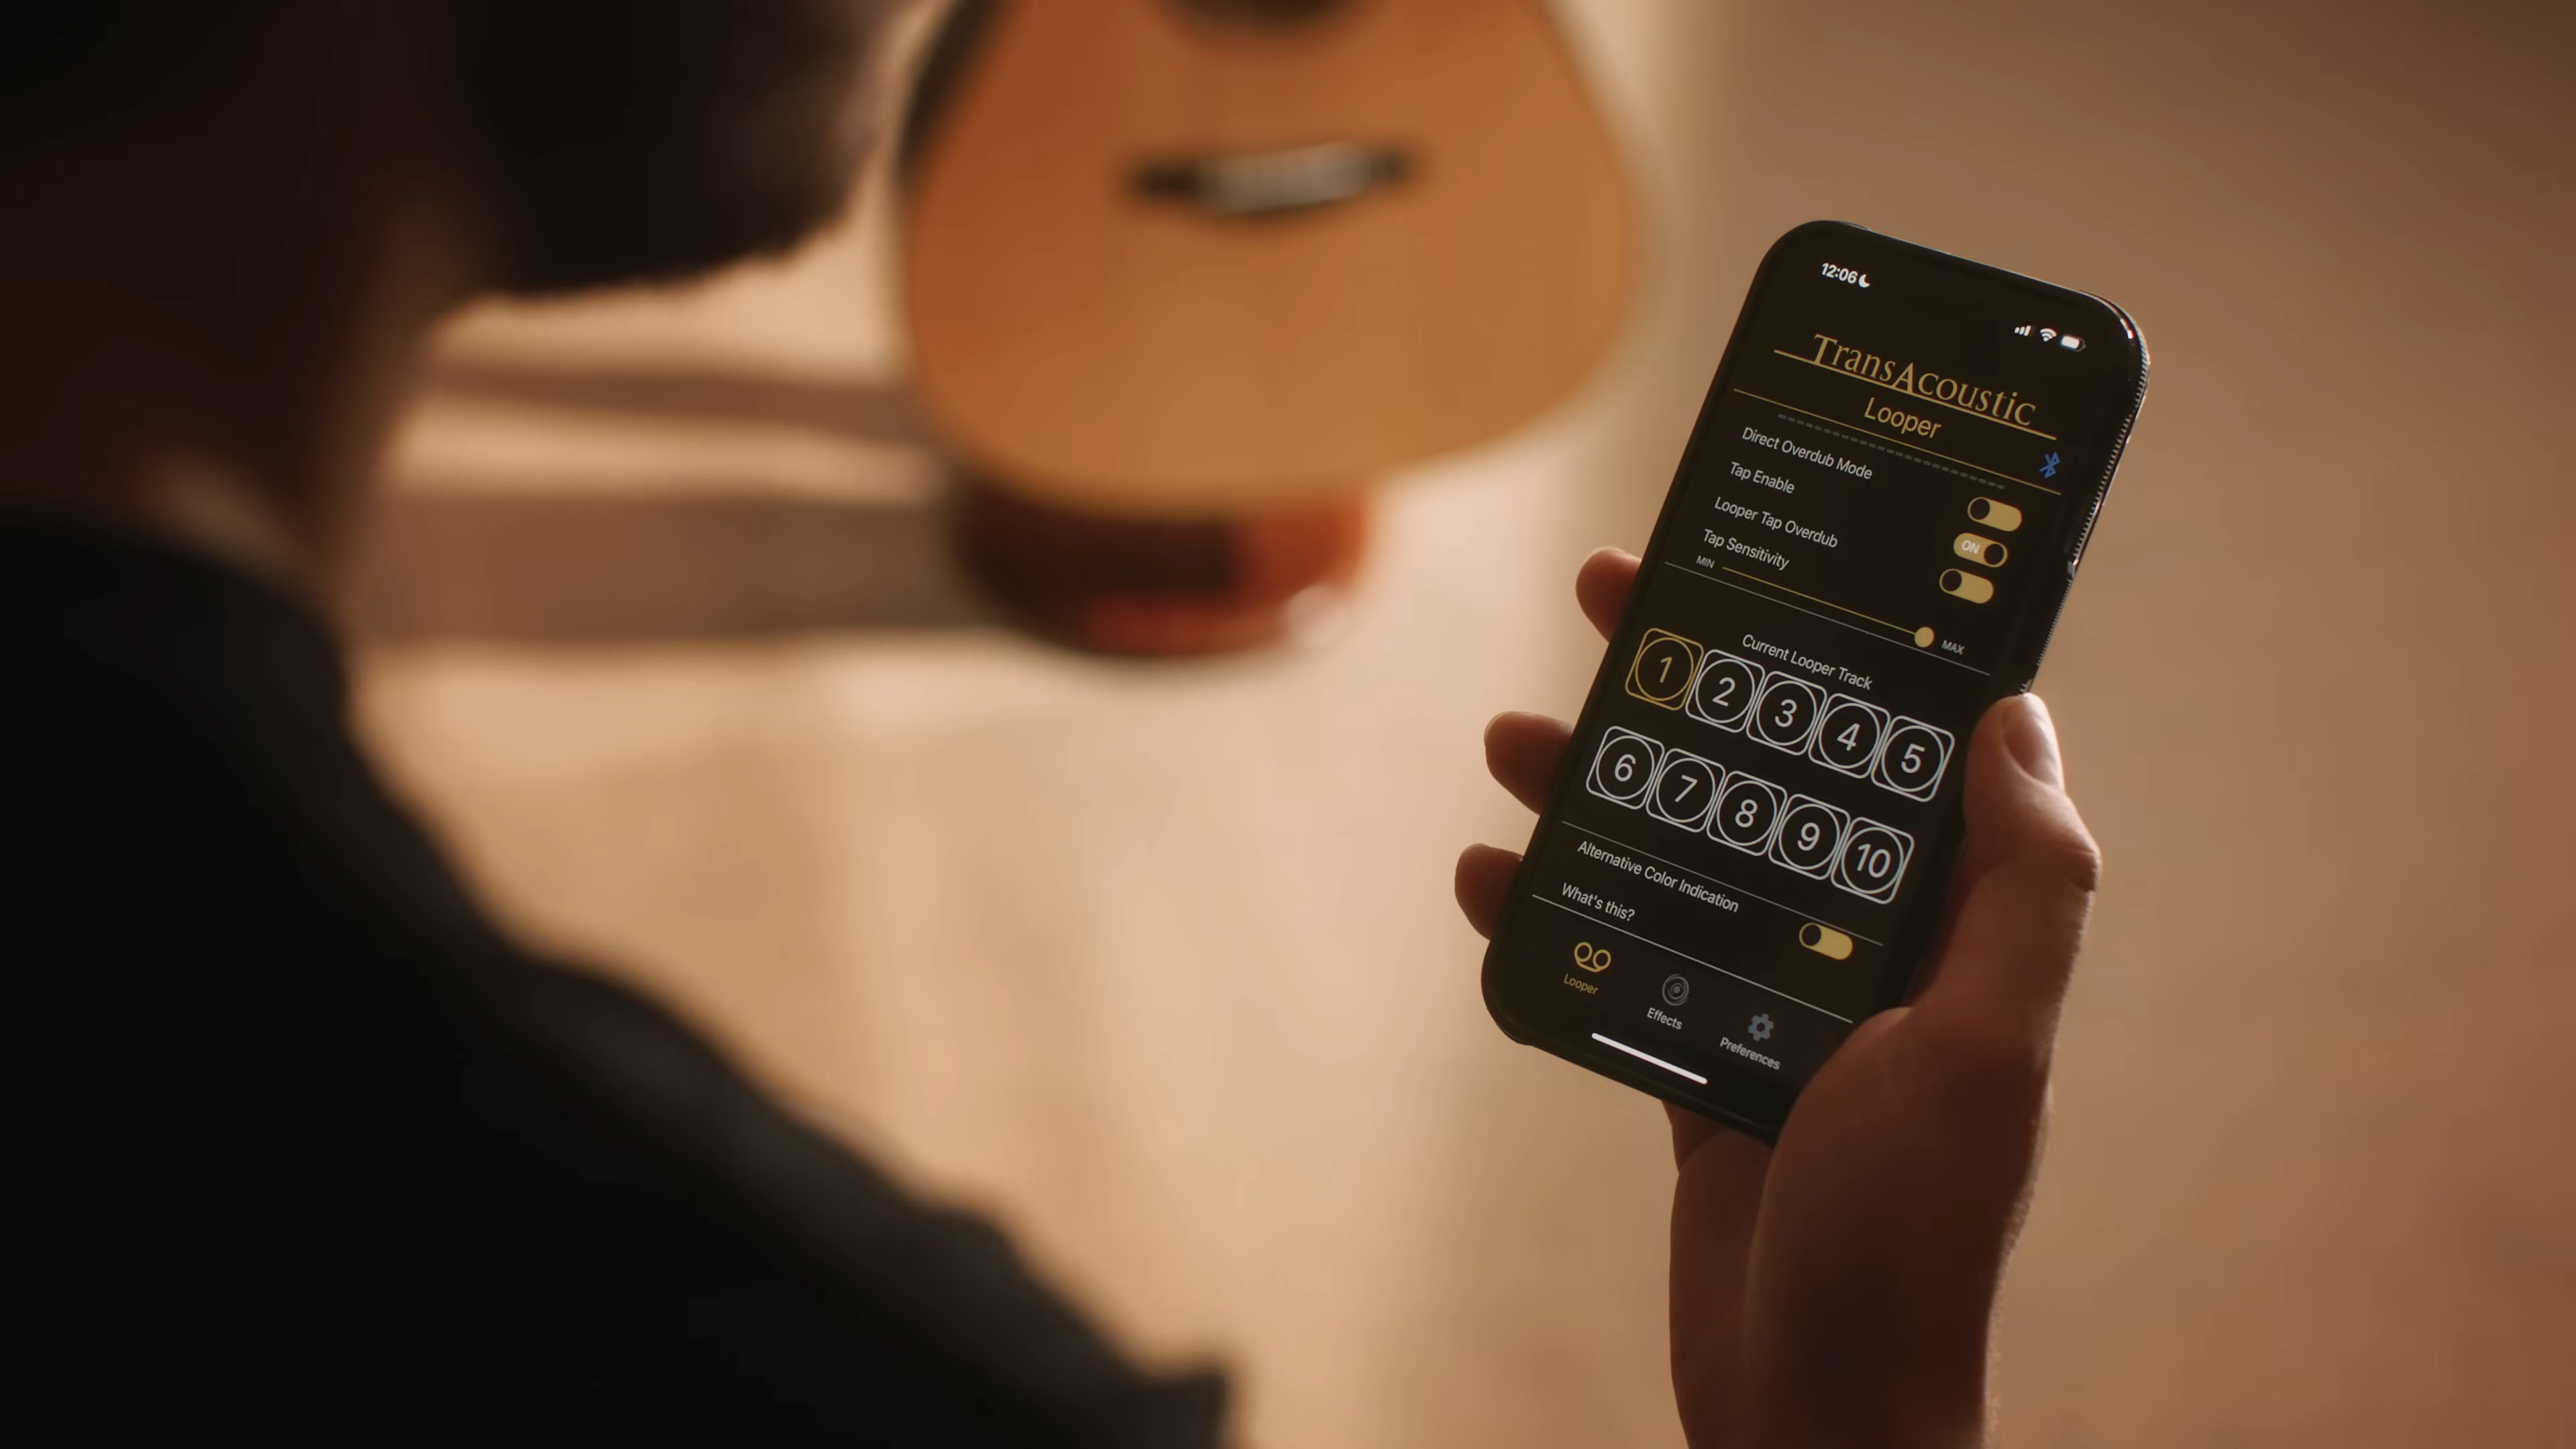 12:06
TransAcoustic
Looper
Direct Overdub Mode
Tap Enable
ON
Looper Tap Overdub
Tap Sensitivity
MIN MAX
Current Looper Track
1 2 3 4 5
6 7 8 9 10
Alternative Color Indication
What's this?
Looper Effects Preferences